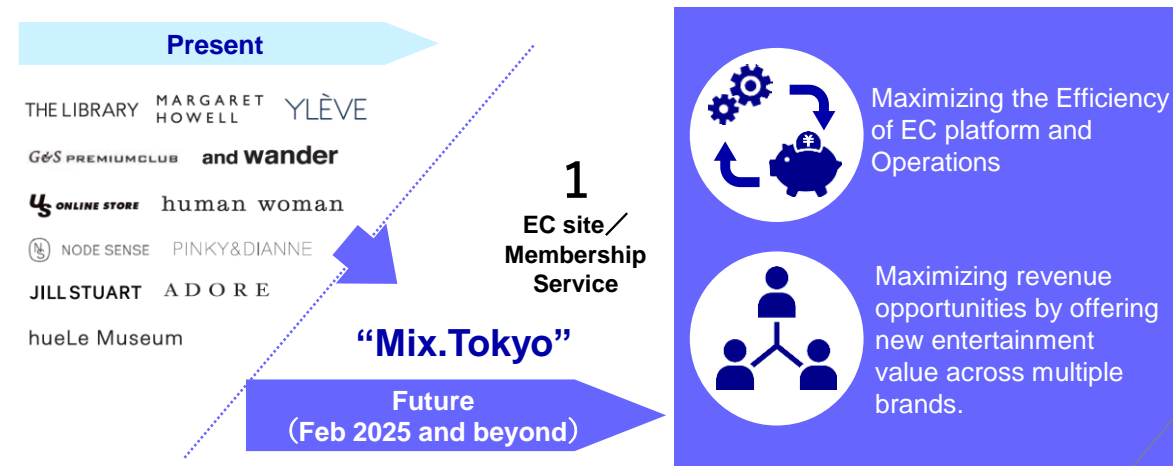 Present
THE LIBRARY
MARGARET
HOWELL
YLÈVE
G&S PREMIUMCLUB
and wander
US ONLINE STORE
human woman
NS
NODE SENSE
PINKY&DIANNE
JILLSTUART
ADORE
hueLe Museum
1
EC site／
Membership
Service
“Mix.Tokyo”
Future
（Feb 2025 and beyond）
¥
Maximizing the Efficiency
of EC platform and
Operations
Maximizing revenue
opportunities by offering
new entertainment
value across multiple
brands.